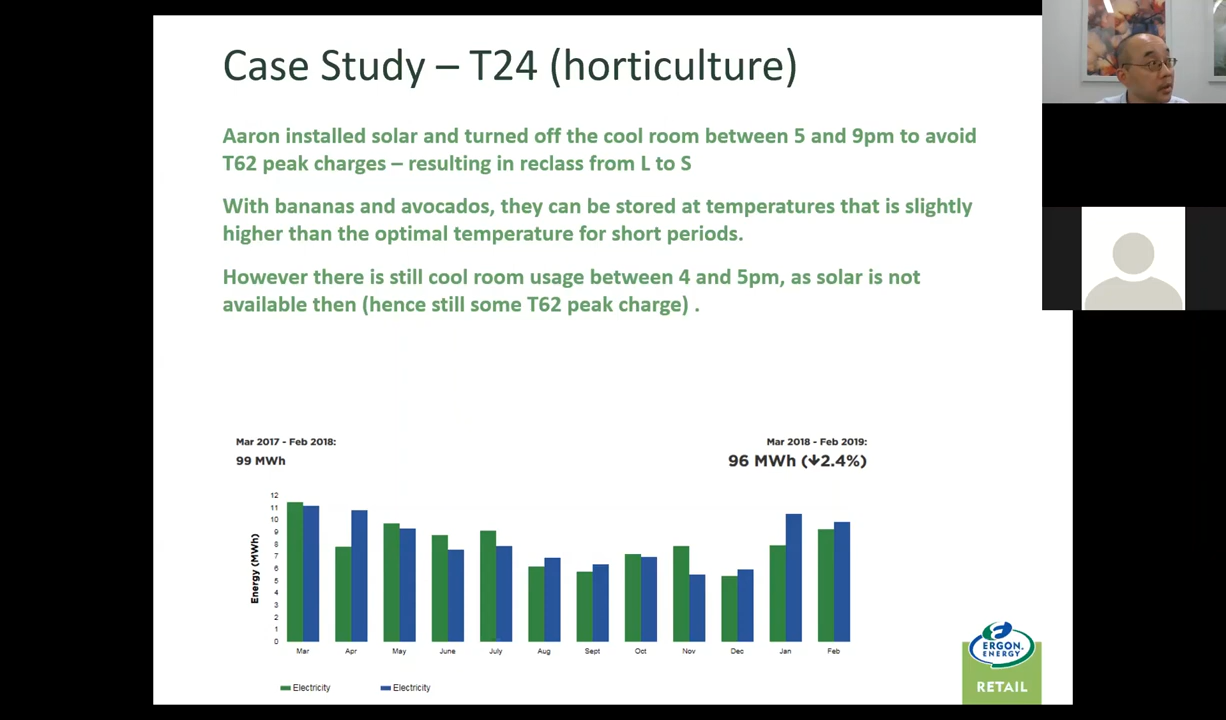 Case Study – T24 (horticulture)
Aaron installed solar and turned off the cool room between 5 and 9pm to avoid
T62 peak charges – resulting in reclass from L to S
With bananas and avocados, they can be stored at temperatures that is slightly
higher than the optimal temperature for short periods.
However there is still cool room usage between 4 and 5pm, as solar is not
available then (hence still some T62 peak charge) .
Mar 2017 - Feb 2018:
99 MWh
Mar 2018 - Feb 2019:
96 MWh (↓2.4%)
Energy (MWh)
12
11
10
9
8
7
6
5
4
3
2
1
0
Mar Apr May June July Aug Sept Oct Nov Dec Jan Feb
Electricity Electricity
ERGON.
ENERGY
RETAIL